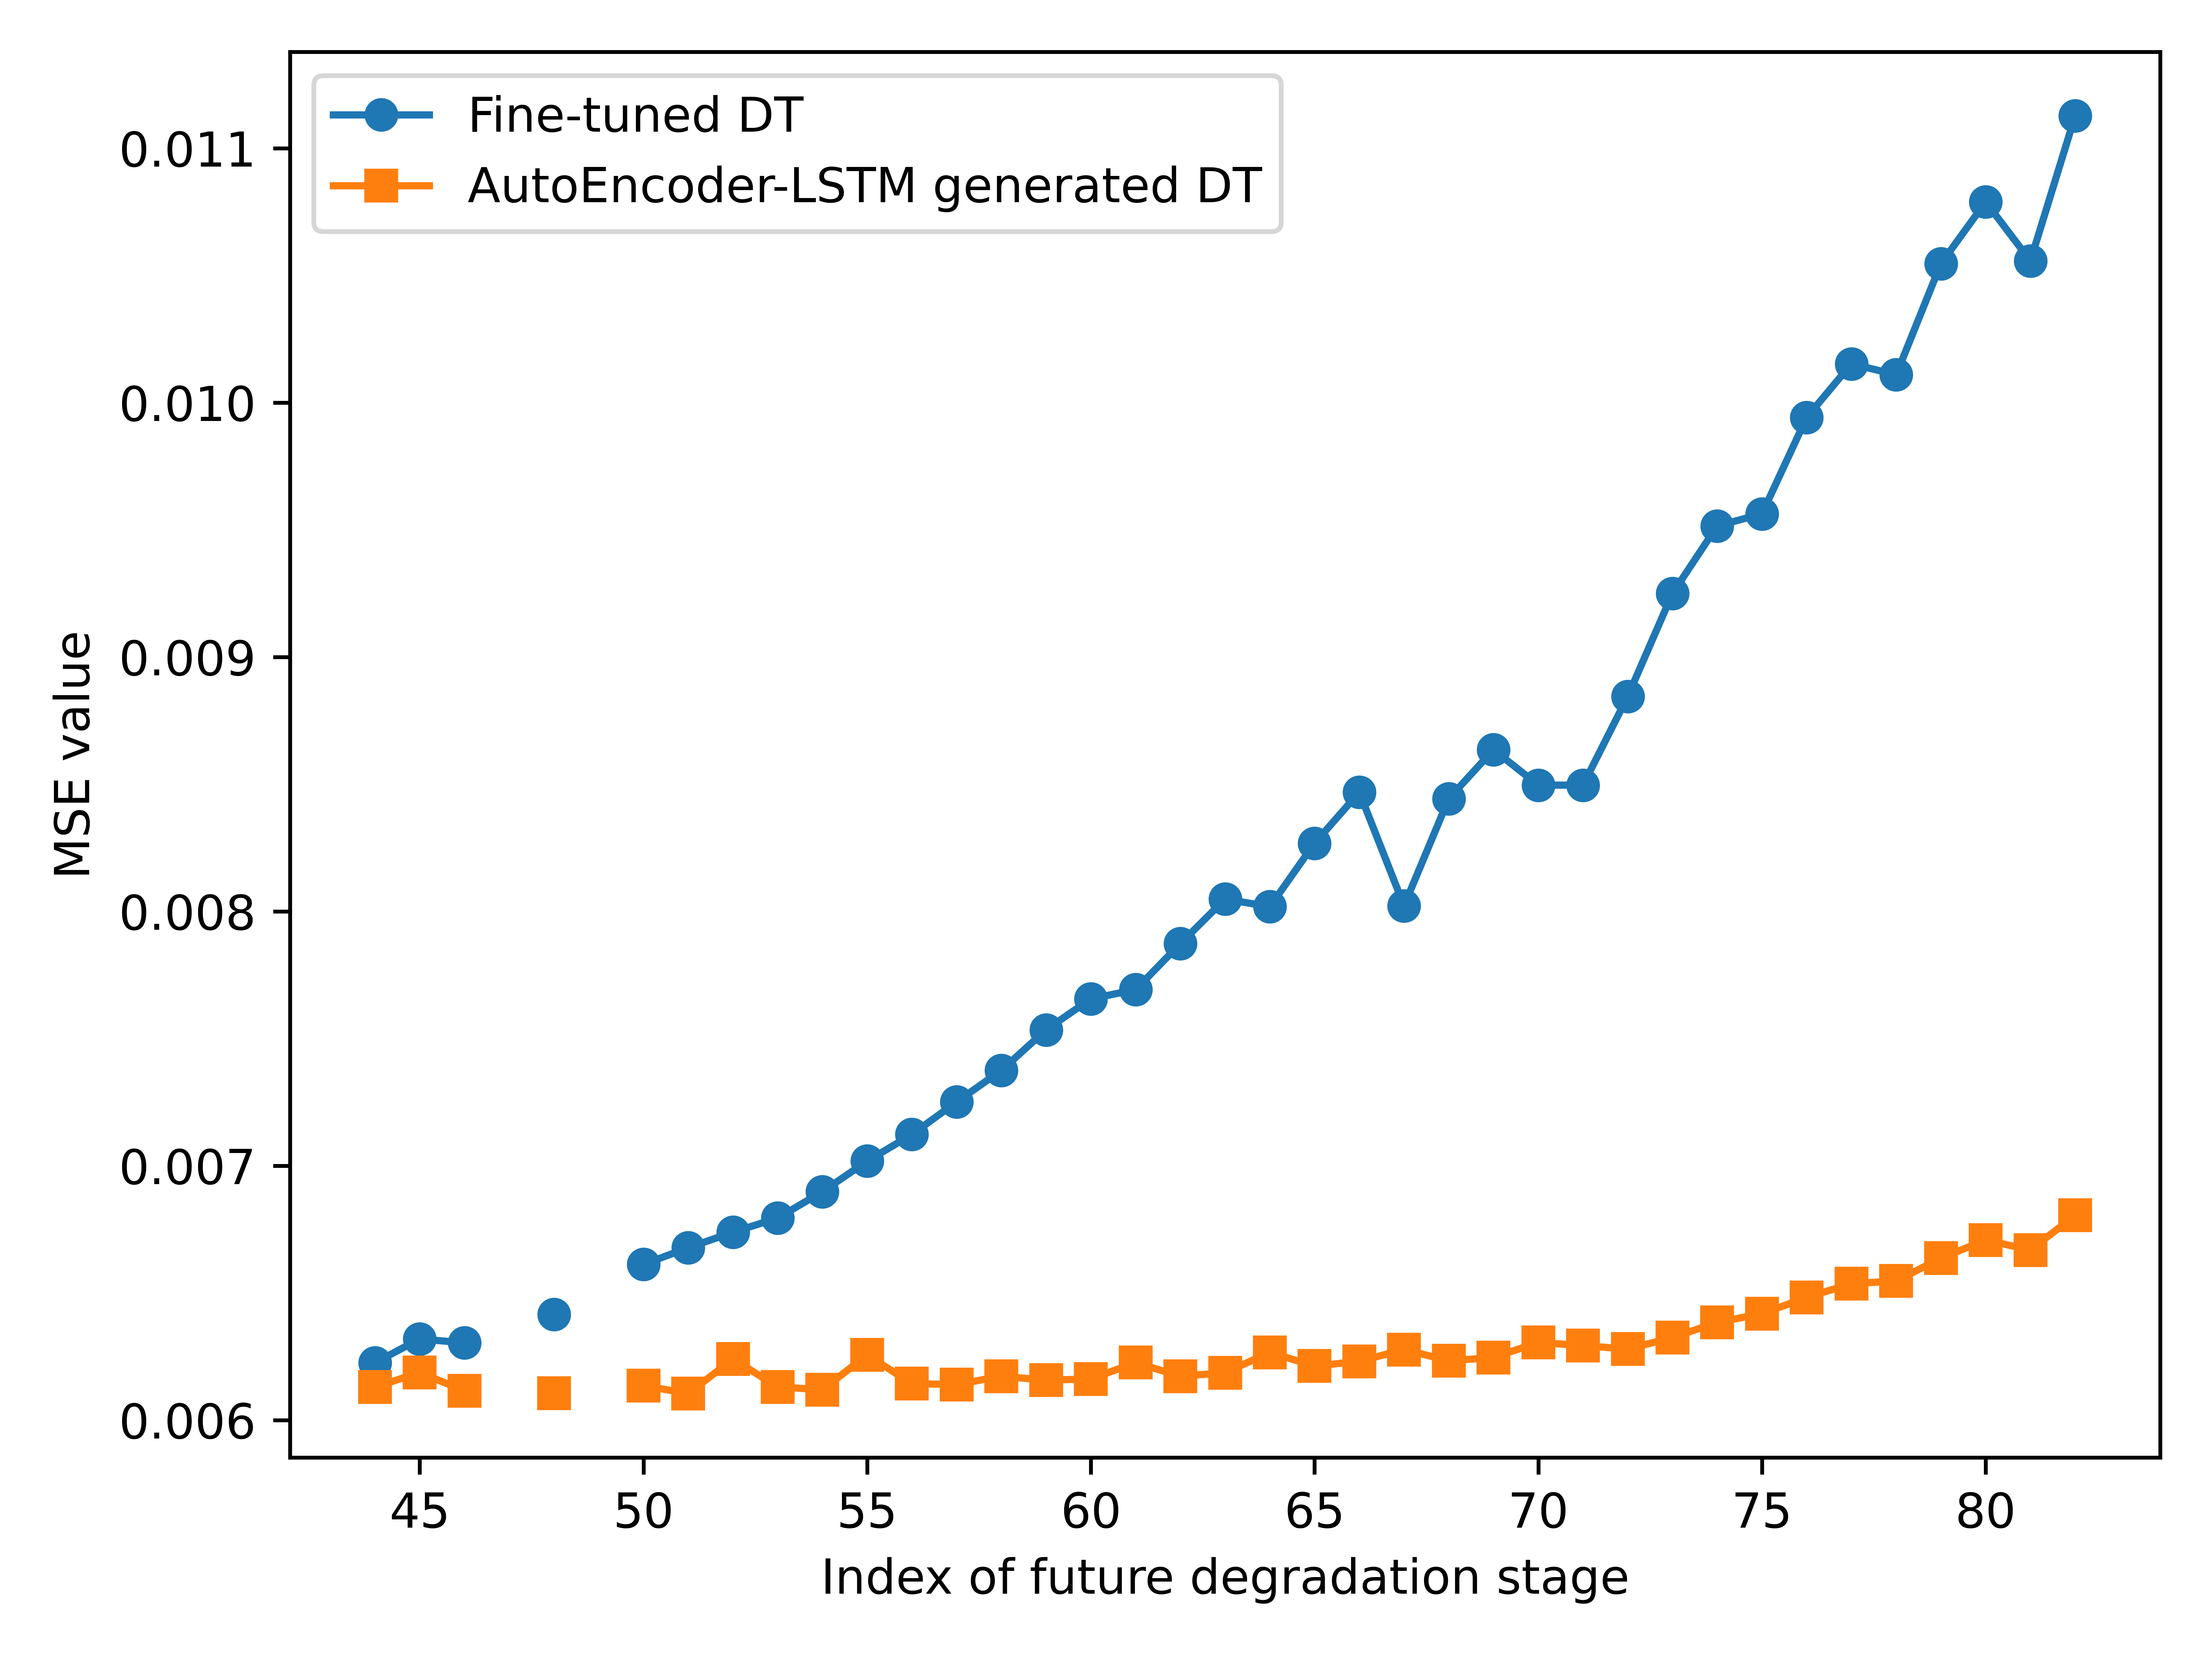 Fine-tuned DT
AutoEncoder-LSTM generated DT
0.011
0.010
0.009
0.008
0.007
0.006
MSE value
45 50 55 60 65 70 75 80
Index of future degradation stage